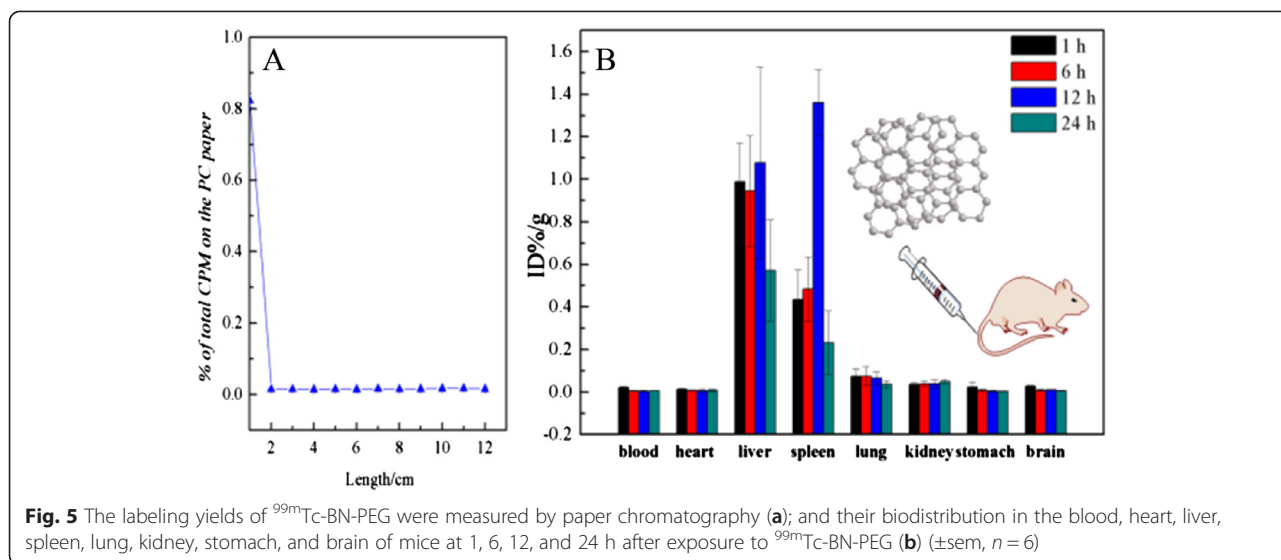 A
1.0
0.8
0.6
0.4
0.2
0.0
% of total CPM on the PC paper
2 4 6 8 10 12
Length/cm
B
1.6
1.4
1.2
1.0
0.8
0.6
0.4
0.2
0.0
-0.2
ID%/g
1 h
6 h
12 h
24 h
blood heart liver spleen lung kidney stomach brain
Fig. 5 The labeling yields of ⁹⁹ᵐTc-BN-PEG were measured by paper chromatography (a); and their biodistribution in the blood, heart, liver,
spleen, lung, kidney, stomach, and brain of mice at 1, 6, 12, and 24 h after exposure to ⁹⁹ᵐTc-BN-PEG (b) (±sem, n = 6)